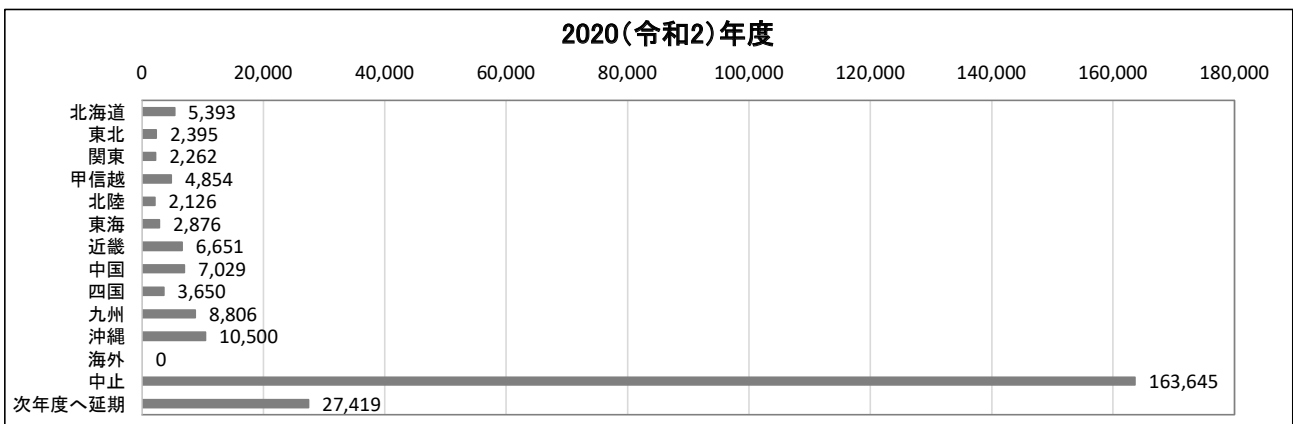 2020(令和2)年度
0 20,000 40,000 60,000 80,000 100,000 120,000 140,000 160,000 180,000
北海道 5,393
東北 2,395
関東 2,262
甲信越 4,854
北陸 2,126
東海 2,876
近畿 6,651
中国 7,029
四国 3,650
九州 8,806
沖縄 10,500
海外 0
中止 163,645
次年度へ延期 27,419